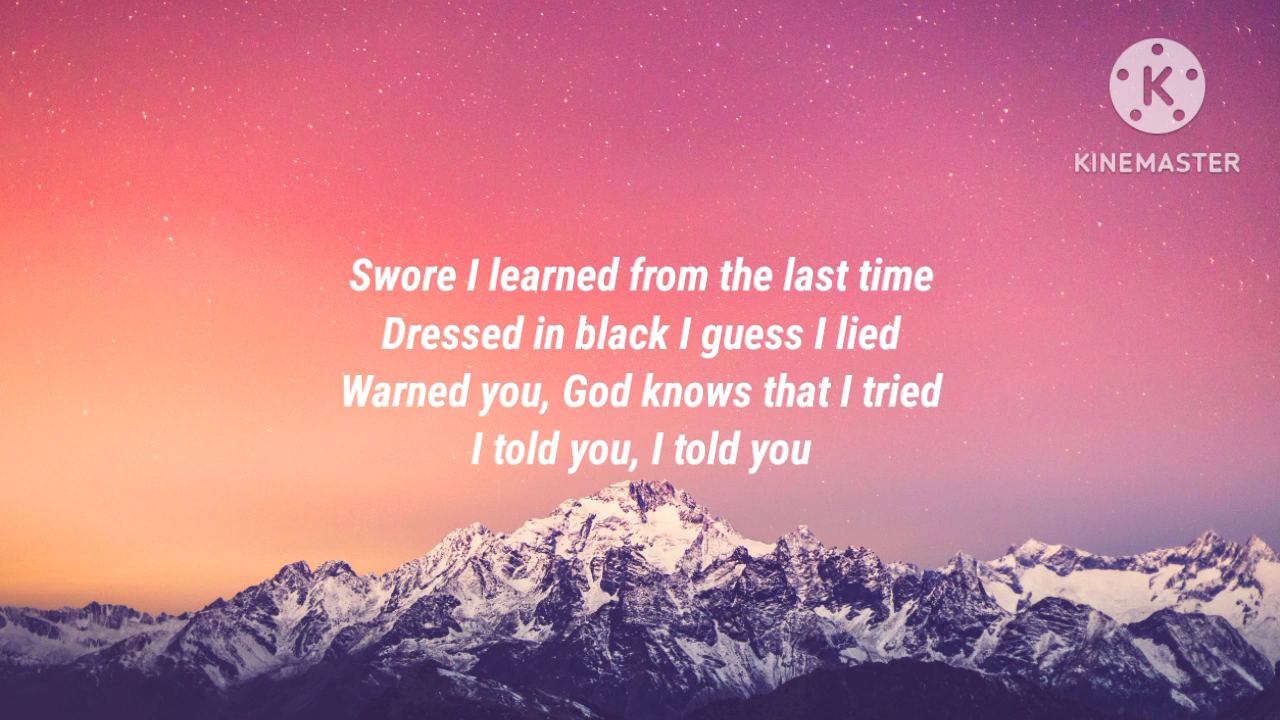 K
KINEMASTER
Swore I learned from the last time
Dressed in black I guess I lied
Warned you, God knows that I tried
I told you, I told you